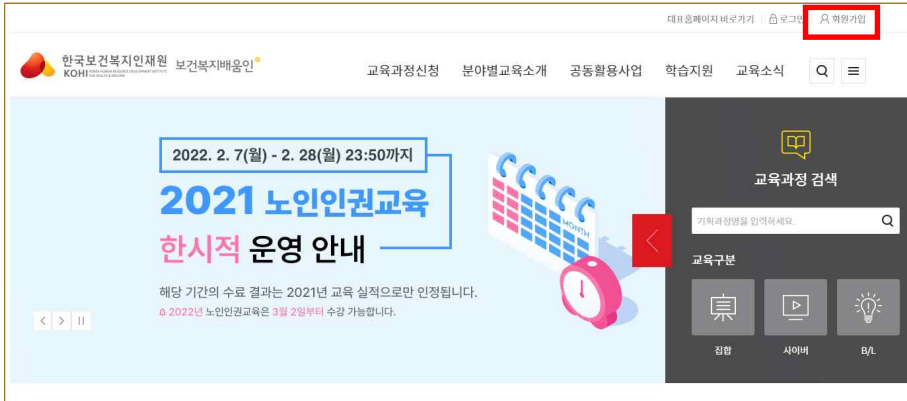 대표홈페이지 바로가기 로그인 회원가입
한국보건복지인재원 보건복지배움인
KOHI
교육과정신청 분야별교육소개 공동활용사업 학습지원 교육소식
2022. 2. 7(월) - 2. 28(월) 23:50까지
2021 노인인권교육
한시적 운영 안내
해당 기간의 수료 결과는 2021년 교육 실적으로만 인정됩니다.
2022년 노인인권교육은 3월 2일부터 수강 가능합니다.
MONTH
교육과정 검색
기획과정명을 입력하세요.
교육구분
집합 사이버 B/L